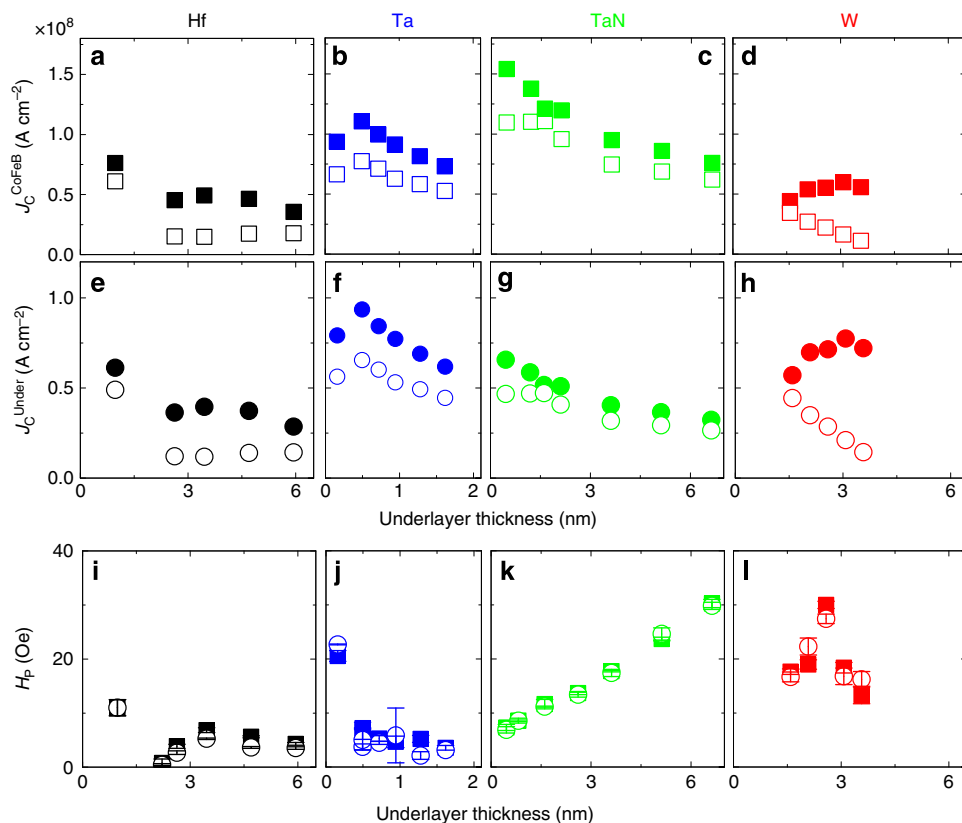 Hf Ta TaN W
×10⁸
a b c d
1.5
1.0
0.5
0.0
J_C^CoFeB (A cm⁻²)
e f g h
1.0
0.5
0.0
J_C^Under (A cm⁻²)
0 3 6 0 1 2 0 3 6 0 3 6
Underlayer thickness (nm)
i j k l
40
20
0
H_P (Oe)
0 3 6 0 1 2 0 3 6 0 3 6
Underlayer thickness (nm)